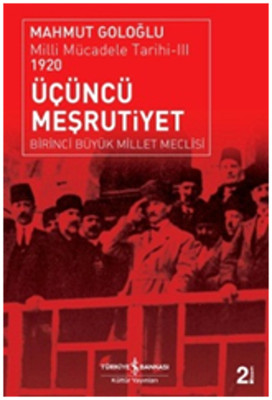 MAHMUT GOLOĞLU
Milli Mücadele Tarihi-III
1920
ÜÇÜNCÜ
MEŞRUTİYET
BİRİNCİ BÜYÜK MİLLET MECLİSİ
TÜRKİYE BANKASI
Kültür Yayınları
2.